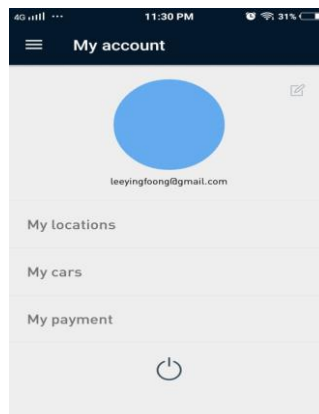 4G 11:30 PM 31%
My account
leeyingfoong@gmail.com
My locations
My cars
My payment